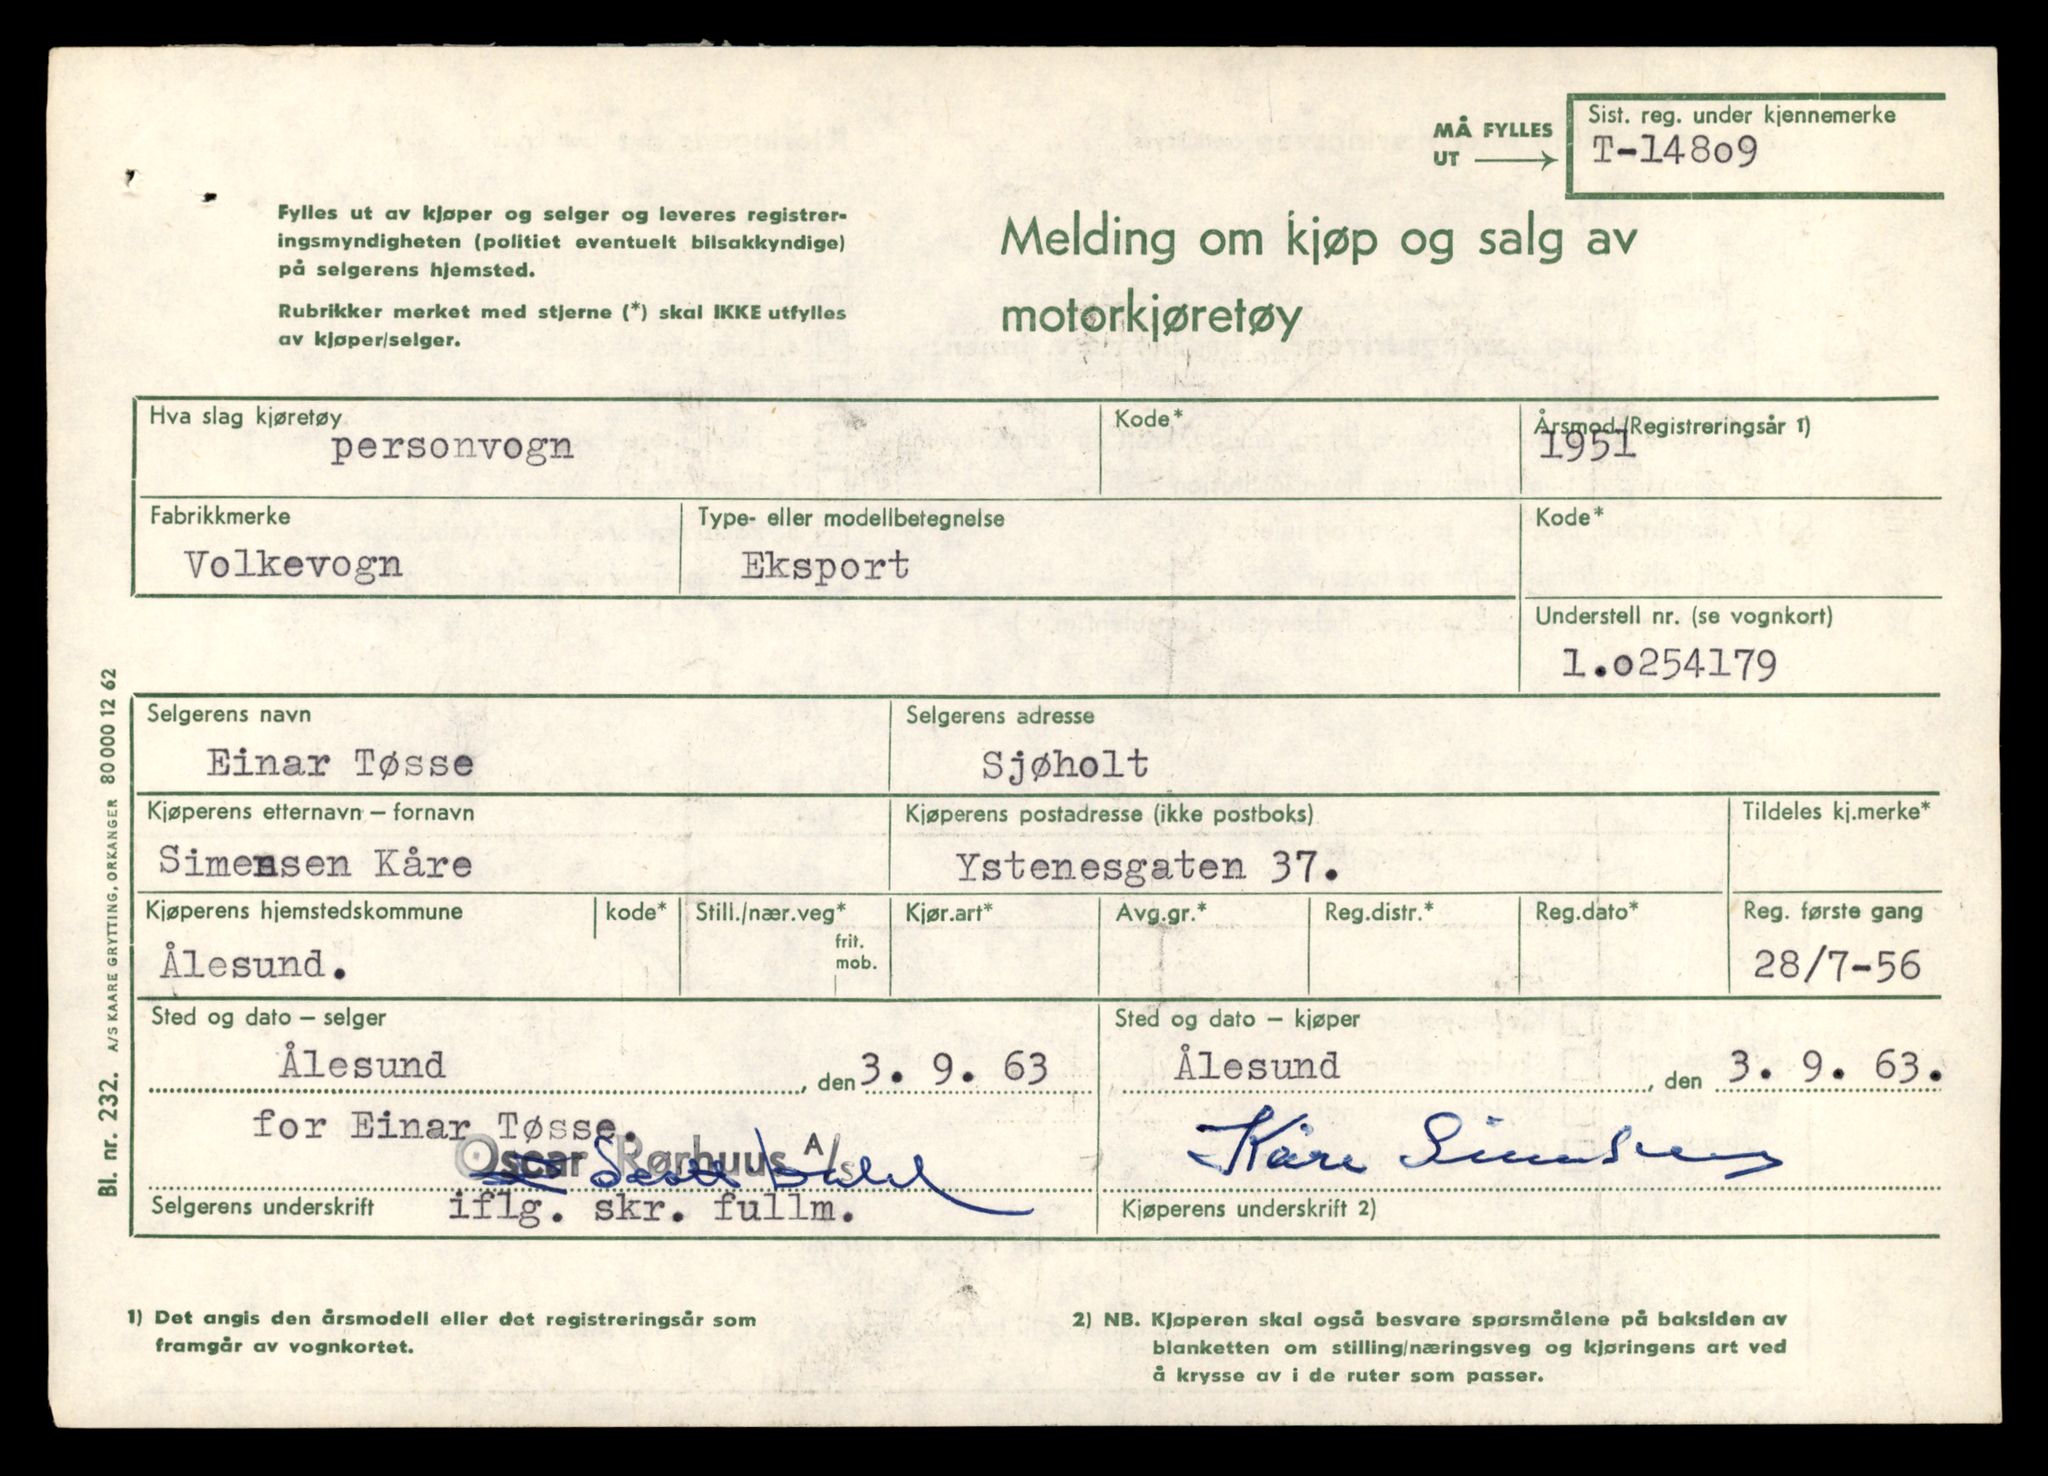 MÅ FYLLES
UT
Sist. reg. under kjennemerke
T-148o9
Fylles ut av kjøper og selger og leveres registrer-
ingsmyndigheten (politiet eventuelt bilsakkyndige)
på selgerens hjemsted.
Rubrikker merket med stjerne (*) skal IKKE utfylles
av kjøper/selger.
Melding om kjøp og salg av
motorkjøretøy
Hva slag kjøretøy
personvogn
Kode*
Årsmod./Registreringsår 1)
1951
Fabrikkmerke
Volkevogn
Type- eller modellbetegnelse
Eksport
Kode*
Understell nr. (se vognkort)
1.o254179
Selgerens navn
Einar Tøsse
Selgerens adresse
Sjøholt
Kjøperens etternavn – fornavn
Simensen Kåre
Kjøperens postadresse (ikke postboks)
Ystenesgaten 37.
Tildeles kj.merke*
Kjøperens hjemstedskommune
Ålesund.
kode*
Still./nær.veg*
frit.
mob.
Kjør.art*
Avg.gr.*
Reg.distr.*
Reg.dato*
Reg. første gang
28/7-56
Sted og dato – selger
Ålesund , den 3. 9. 63
for Einar Tøsse.
Oscar Rørhuus A/s
Selgerens underskrift iflg. skr. fullm.
Sted og dato – kjøper
Ålesund , den 3. 9. 63.
Kåre Simensen
Kjøperens underskrift 2)
1) Det angis den årsmodell eller det registreringsår som
framgår av vognkortet.
2) NB. Kjøperen skal også besvare spørsmålene på baksiden av
blanketten om stilling/næringsveg og kjøringens art ved
å krysse av i de ruter som passer.
Bl. nr. 232. A/S KAARE GRYTTING, ORKANGER 80 000 12 62